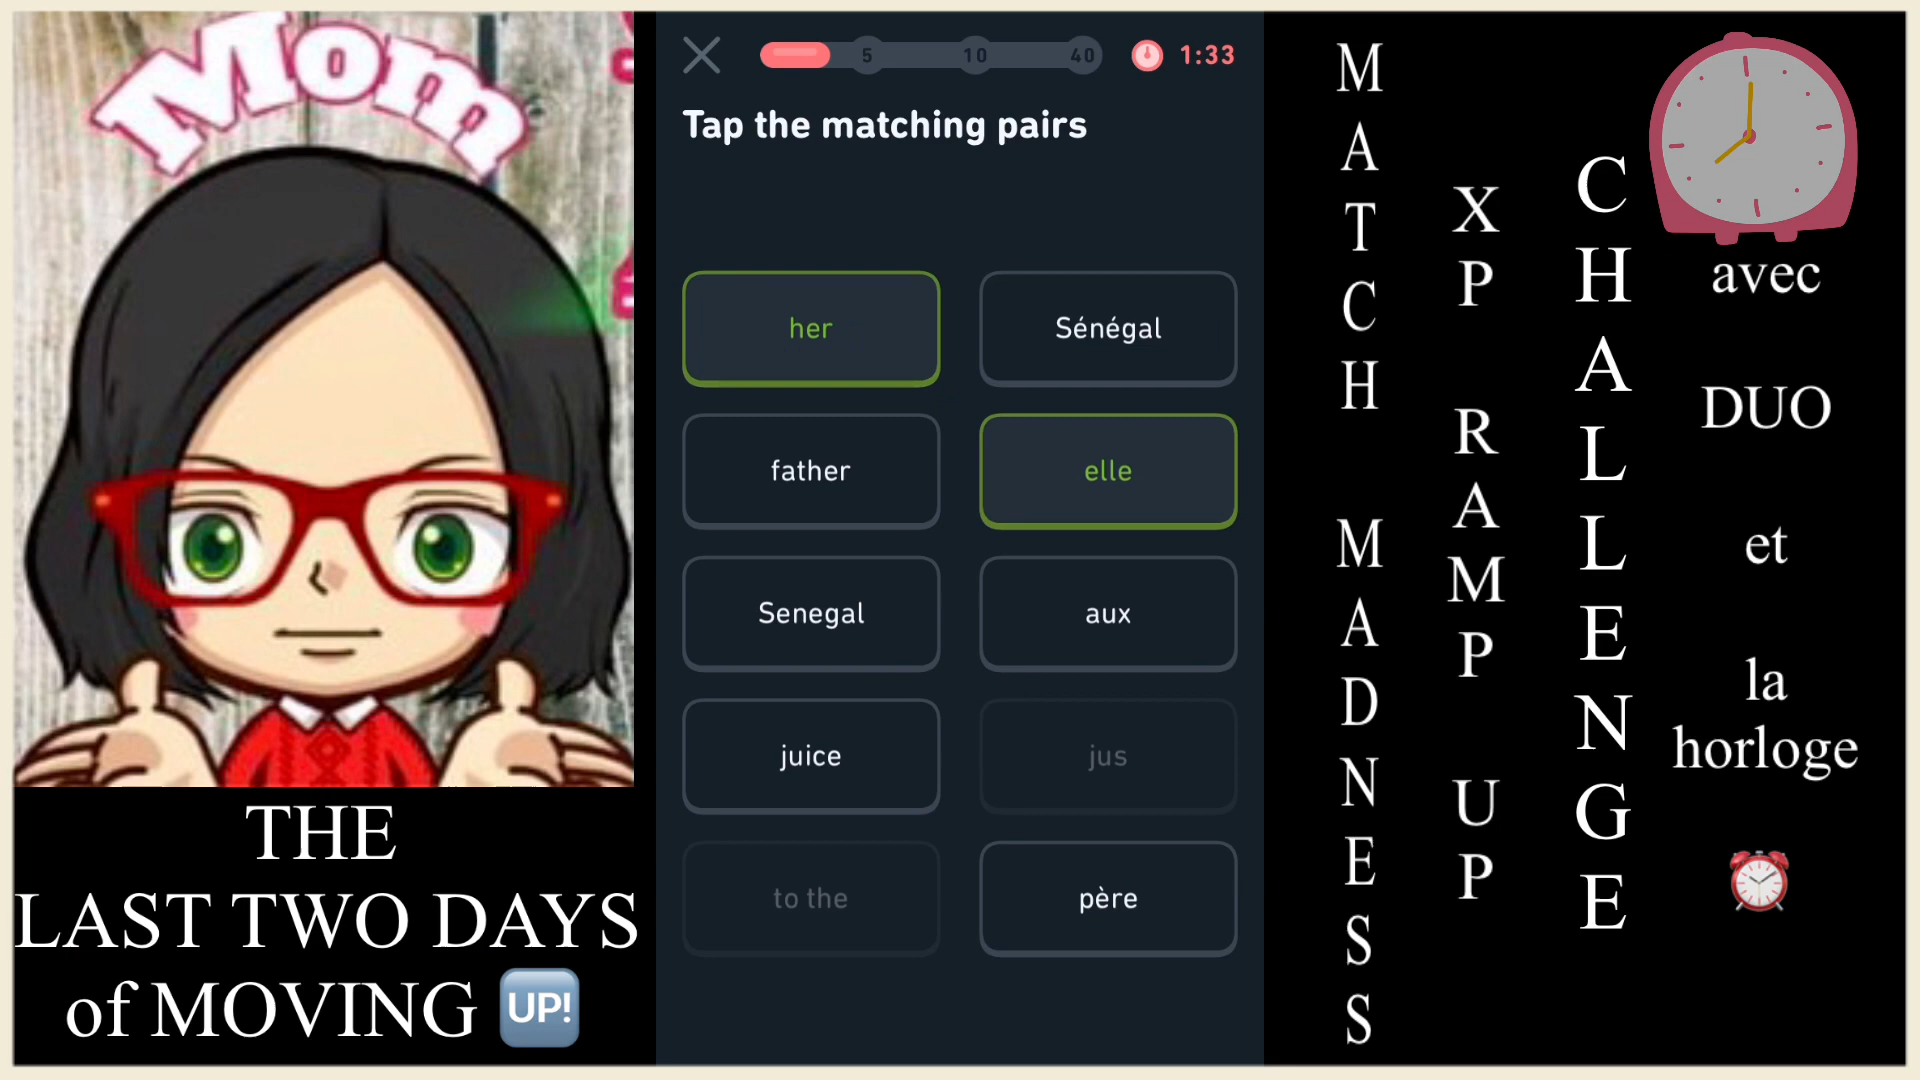 Mom
THE
LAST TWO DAYS
of MOVING UP!
5 10 40 1:33
Tap the matching pairs
her Sénégal
father elle
Senegal aux
juice jus
to the père
MATCH MADNESS
XP RAMP UP
CHALLENGE
avec
DUO
et
la
horloge